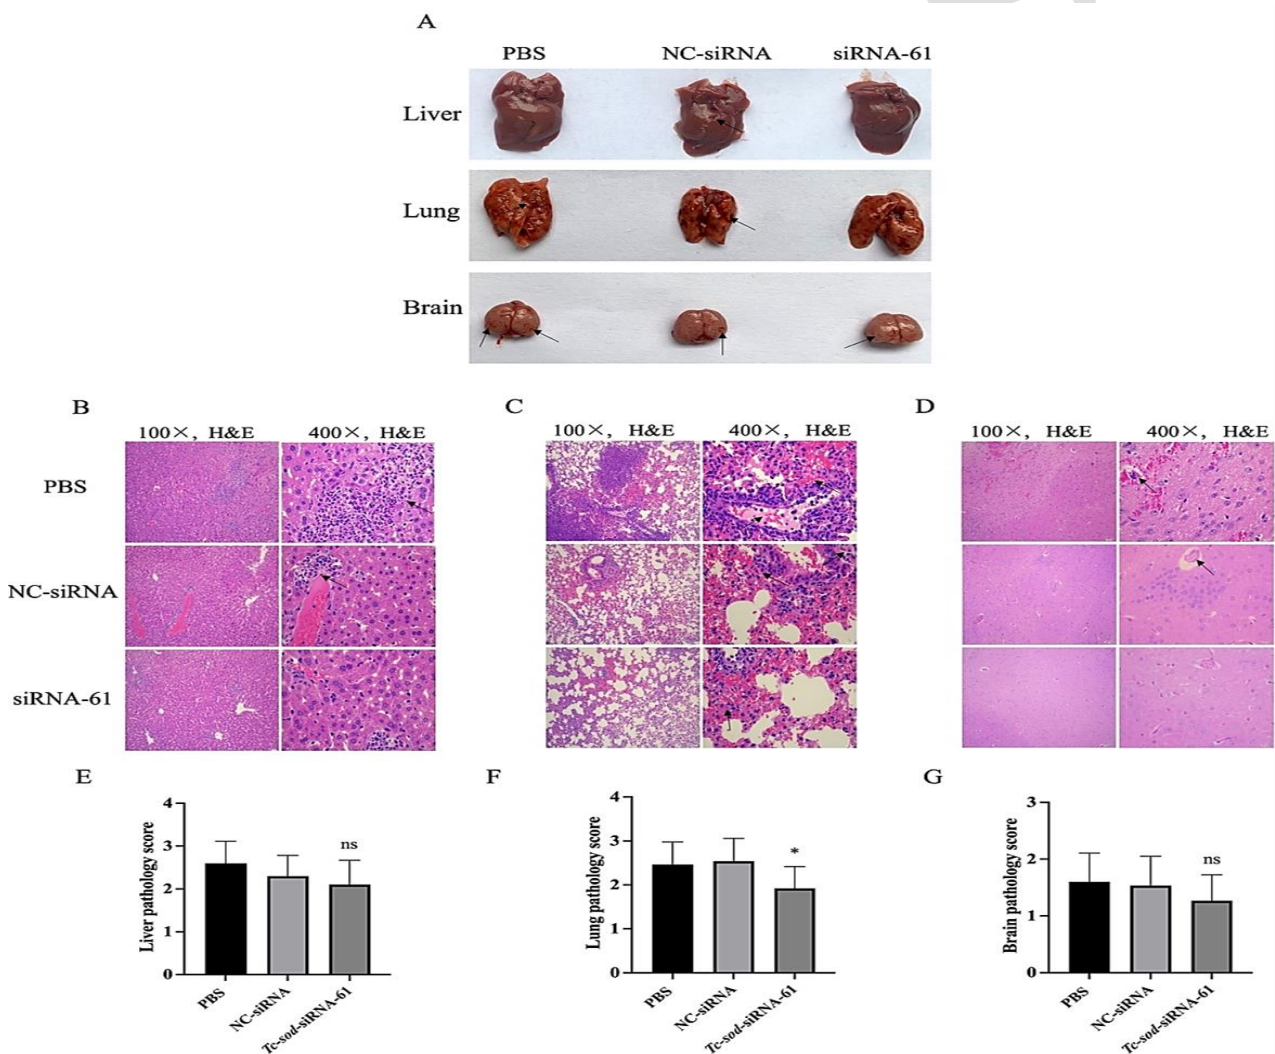 A
PBS NC-siRNA siRNA-61
Liver
Lung
Brain
B C D
100×, H&E 400×, H&E 100×, H&E 400×, H&E 100×, H&E 400×, H&E
PBS
NC-siRNA
siRNA-61
E
Liver pathology score
4
3
2
1
0
ns
PBS
NC-siRNA
Tc-sod-siRNA-61
F
Lung pathology score
4
3
2
1
0
*
PBS
NC-siRNA
Tc-sod-siRNA-61
G
Brain pathology score
3
2
1
0
ns
PBS
NC-siRNA
Tc-sod-siRNA-61